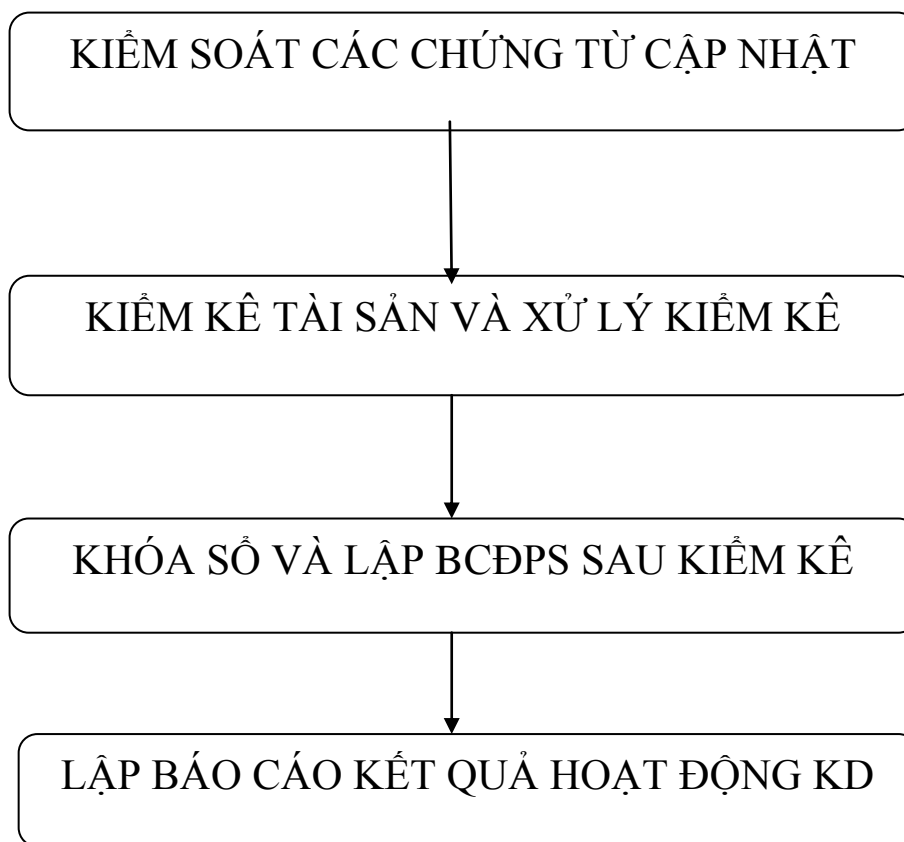 KIỂM SOÁT CÁC CHỨNG TỪ CẬP NHẬT
KIỂM KÊ TÀI SẢN VÀ XỬ LÝ KIỂM KÊ
KHÓA SỔ VÀ LẬP BCĐPS SAU KIỂM KÊ
LẬP BÁO CÁO KẾT QUẢ HOẠT ĐỘNG KD